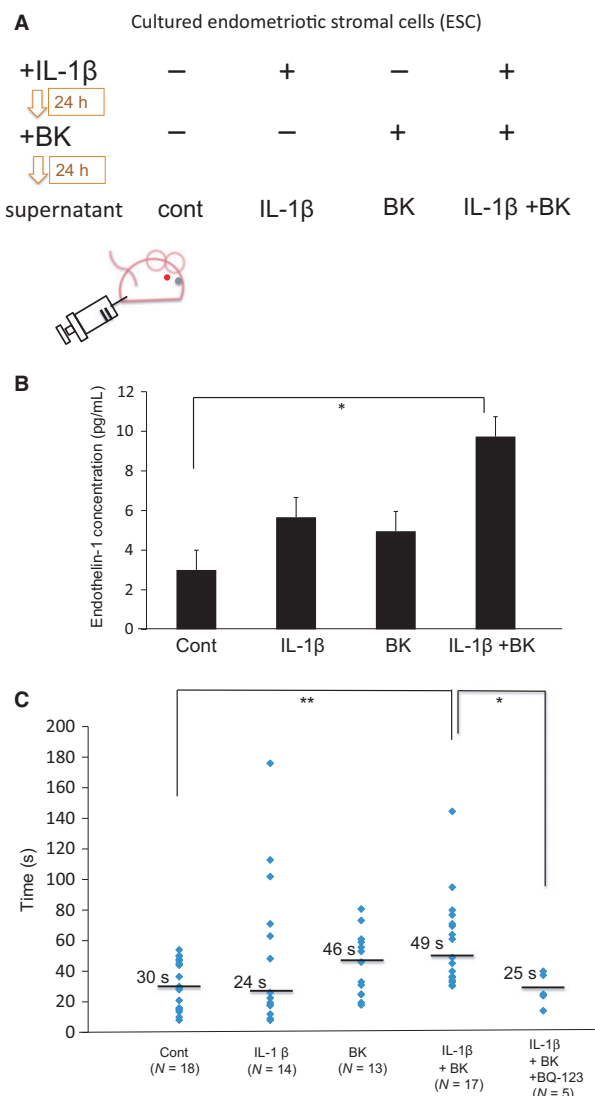 A
Cultured endometriotic stromal cells (ESC)
+IL-1β − + − +
24 h
+BK − − + +
24 h
supernatant cont IL-1β BK IL-1β +BK
B
Endothelin-1 concentration (pg/mL)
12
10
8
6
4
2
0
*
Cont IL-1β BK IL-1β +BK
C
Time (s)
200
180
160
140
120
100
80
60
40
20
0
** *
30 s 24 s 46 s 49 s 25 s
Cont
(N = 18)
IL-1 β
(N = 14)
BK
(N = 13)
IL-1β
+ BK
(N = 17)
IL-1β
+ BK
+BQ-123
(N = 5)